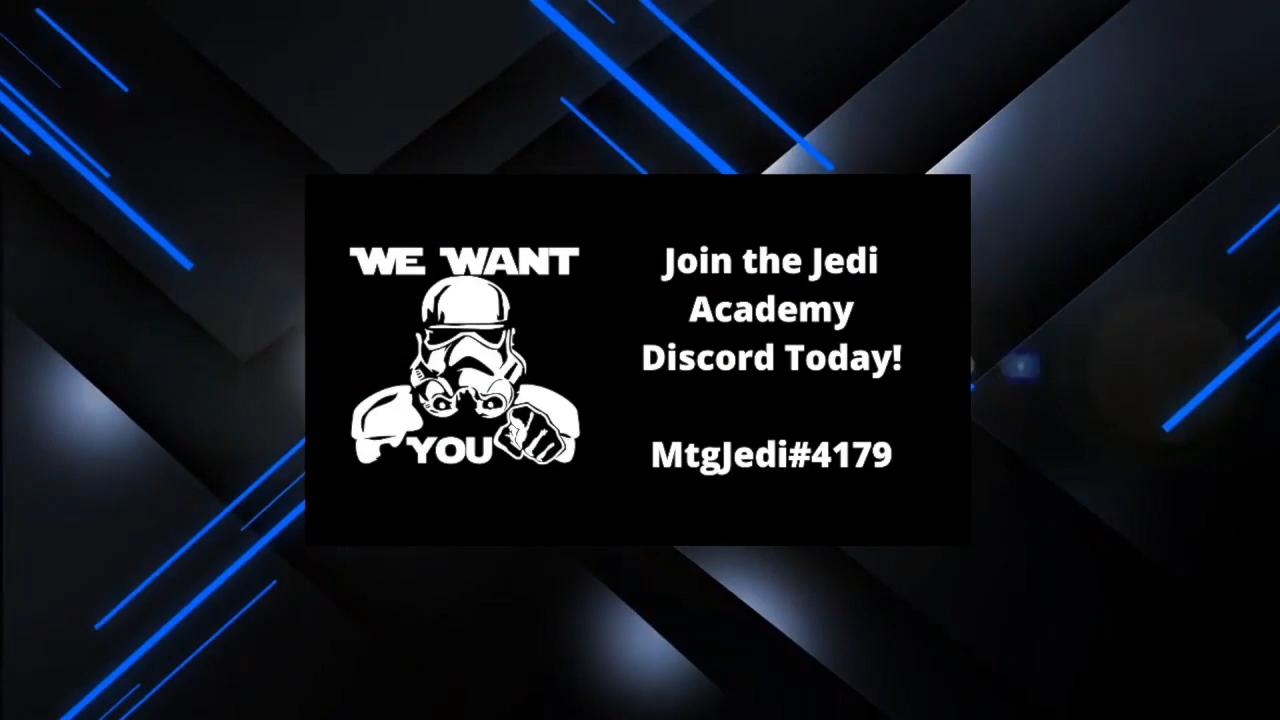 WE WANT
YOU
Join the Jedi
Academy
Discord Today!
MtgJedi#4179